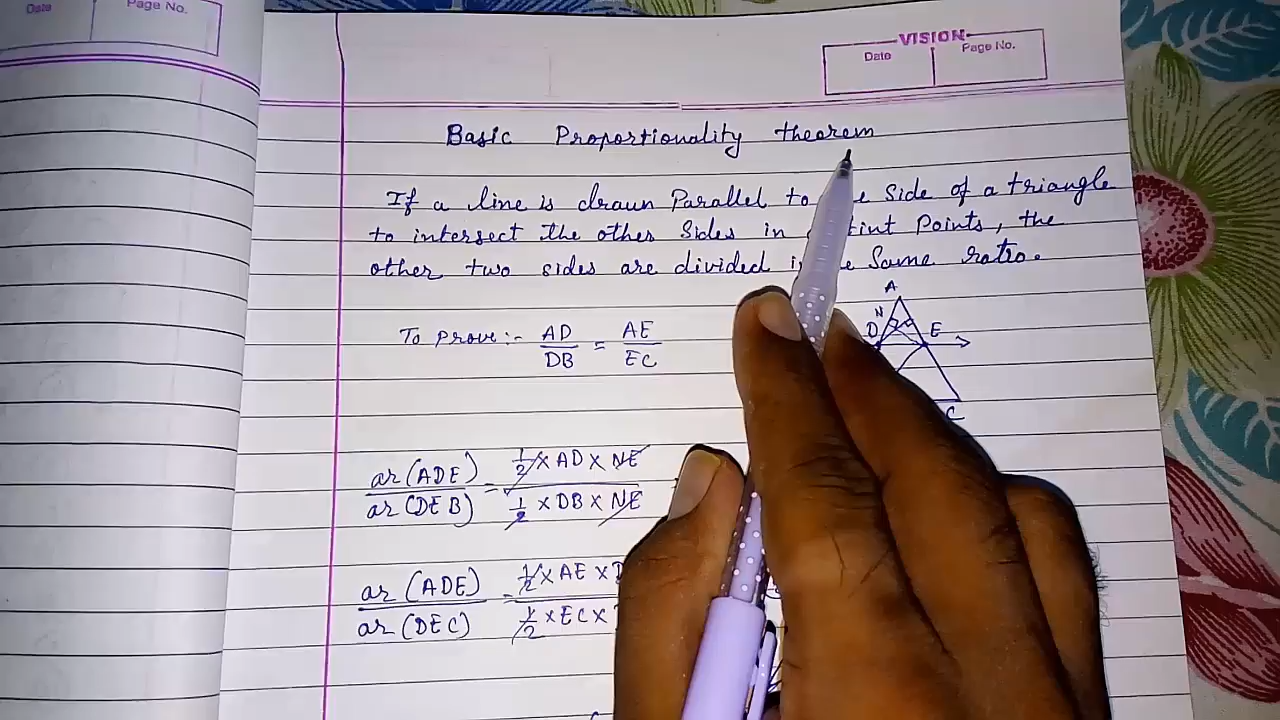 Date
Page No.
VISION
Date
Page No.
Basic Proportionality theorem
If a line is drawn Parallel to side of a triangle
to intersect the other Sides in Points, the
other two sides are divided Same ratio.
A
N
D E
C
To prove :- AD/DB = AE/EC
ar (ADE)/ar (DEB) = 1/2 × AD × NE / 1/2 × DB × NE
ar (ADE)/ar (DEC) = 1/2 × AE × / 1/2 × EC ×